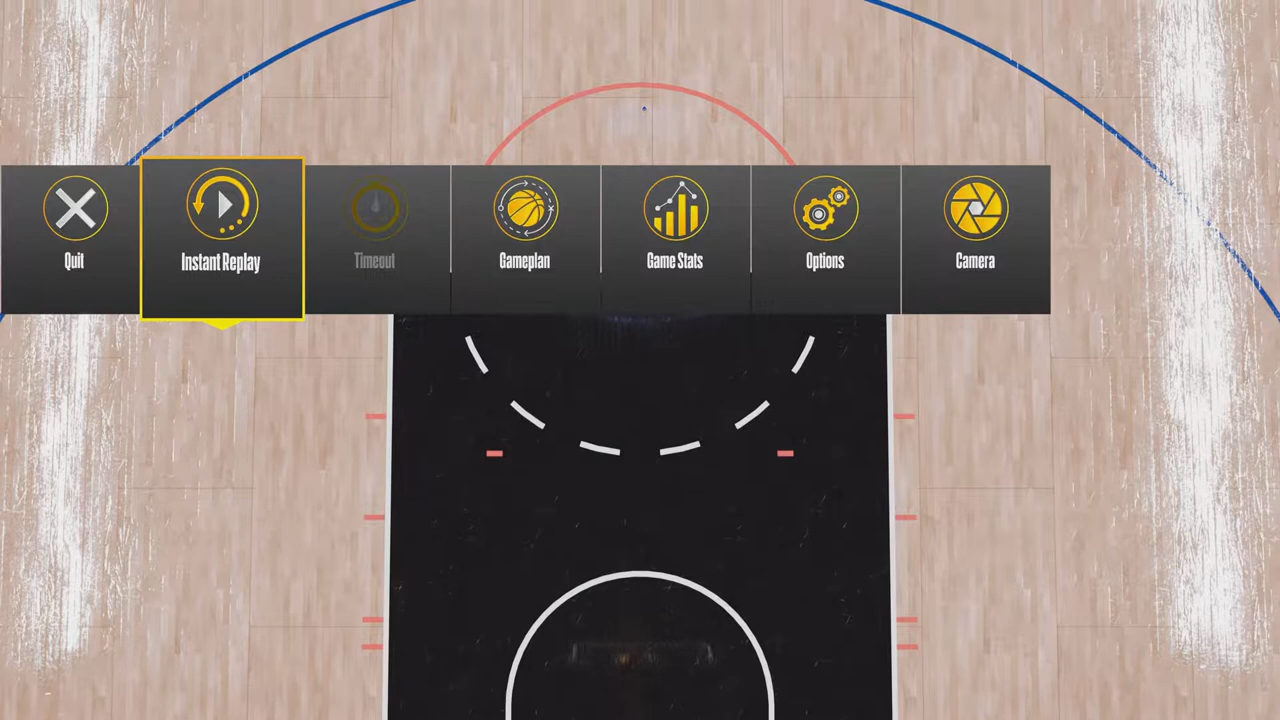 Quit
Instant Replay
Timeout
Gameplan
Game Stats
Options
Camera